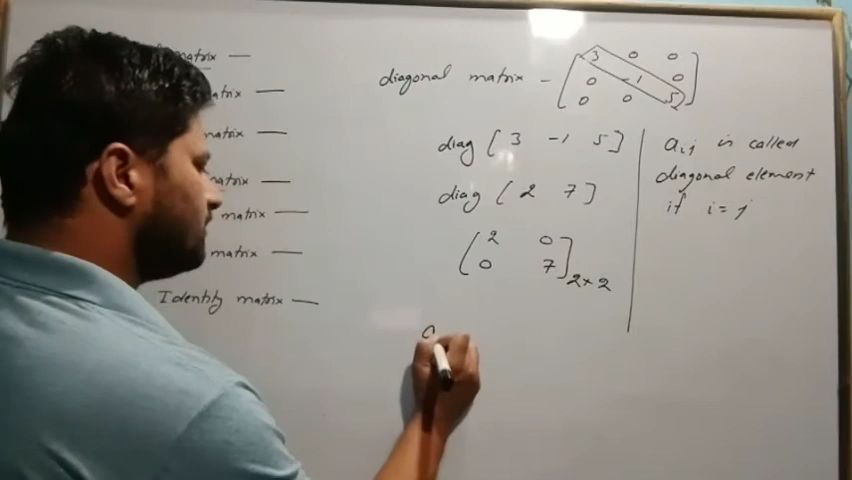 matrix —
matrix —
matrix —
matrix —
matrix —
matrix —
Identity matrix —
diagonal matrix - [ 3 0 0
0 -1 0
0 0 5 ]
diag [ 3 -1 5 ]
diag [ 2 7 ]
[ 2 0
0 7 ] 2×2
a
aij is called
diagonal element
if i = j